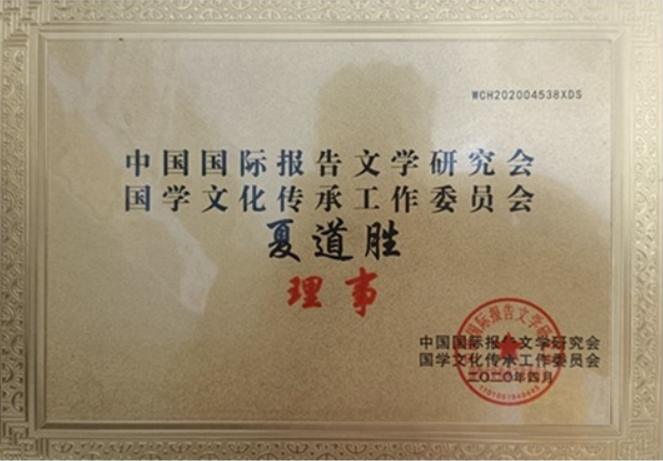 WCH202004538XDS
中国国际报告文学研究会
国学文化传承工作委员会
夏道胜
理事
中国国际报告文学研究会
国学文化传承工作委员会
二〇二〇年四月